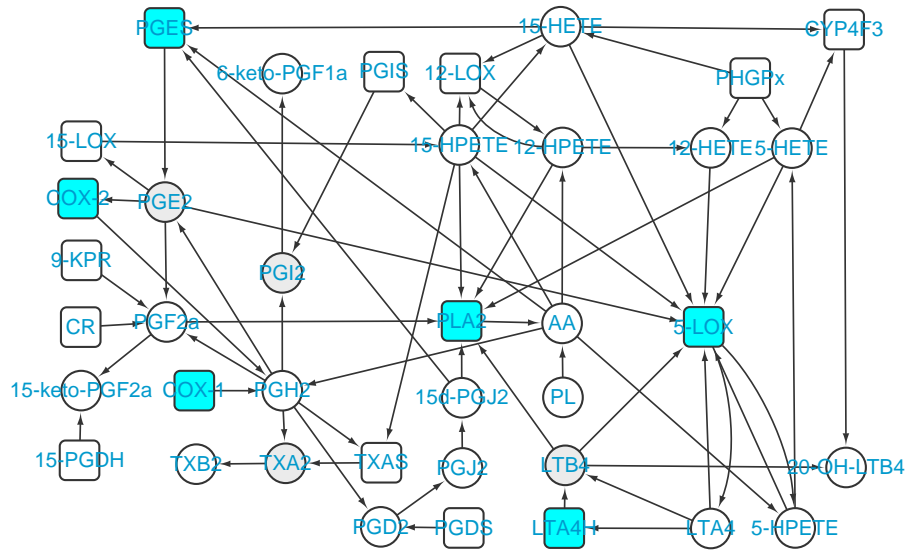 PGES
15-HETE
CYP4F3
6-keto-PGF1a
PGIS
12-LOX
PHGPx
15-LOX
15-HPETE
12-HPETE
12-HETE
5-HETE
COX-2
PGE2
9-KPR
PGI2
CR
PGF2a
PLA2
AA
5-LOX
15-keto-PGF2a
COX-1
PGH2
15d-PGJ2
PL
15-PGDH
TXB2
TXA2
TXAS
PGJ2
LTB4
20-OH-LTB4
PGD2
PGDS
LTA4H
LTA4
5-HPETE